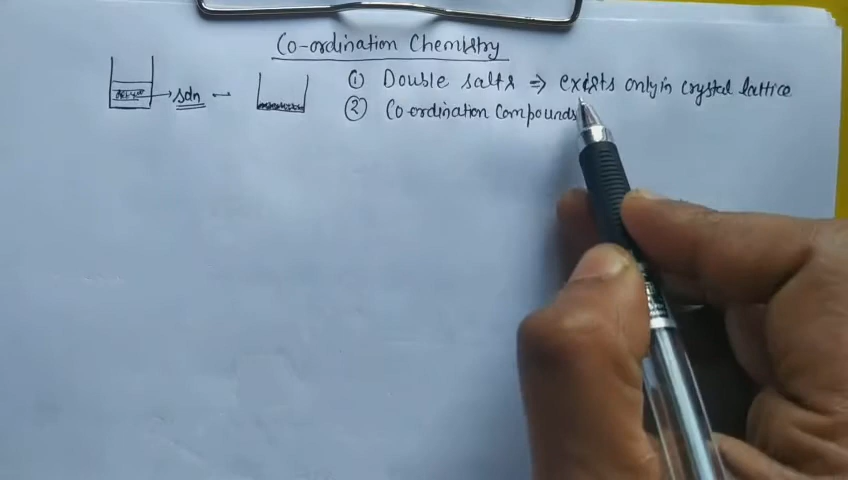 Co-ordination Chemistry
① Double salts ⇒ exists only in crystal lattice
sdn
② Co ordination Compounds